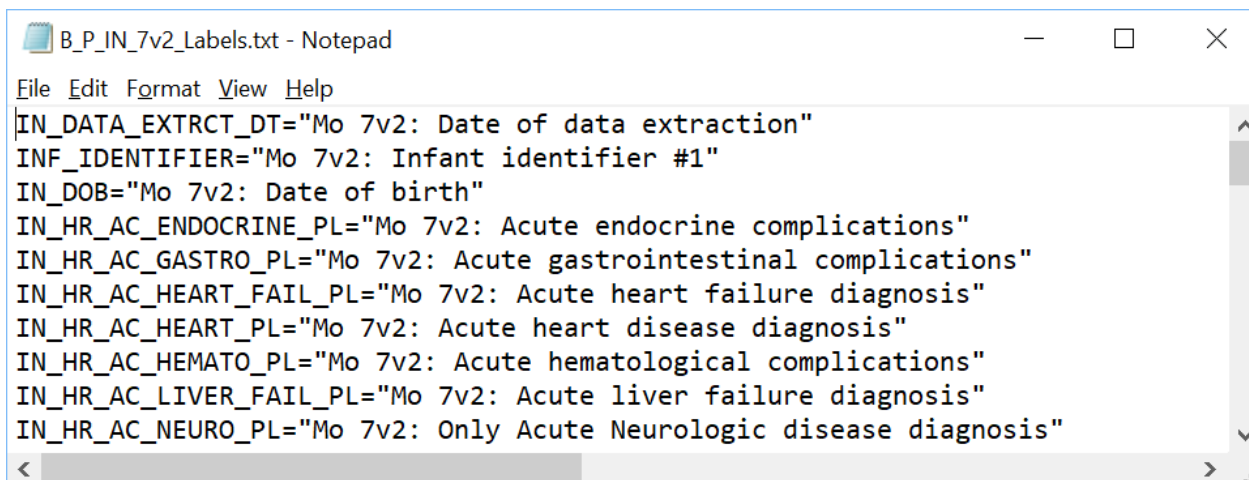 B_P_IN_7v2_Labels.txt - Notepad
File Edit Format View Help
IN_DATA_EXTRCT_DT="Mo 7v2: Date of data extraction"
INF_IDENTIFIER="Mo 7v2: Infant identifier #1"
IN_DOB="Mo 7v2: Date of birth"
IN_HR_AC_ENDOCRINE_PL="Mo 7v2: Acute endocrine complications"
IN_HR_AC_GASTRO_PL="Mo 7v2: Acute gastrointestinal complications"
IN_HR_AC_HEART_FAIL_PL="Mo 7v2: Acute heart failure diagnosis"
IN_HR_AC_HEART_PL="Mo 7v2: Acute heart disease diagnosis"
IN_HR_AC_HEMATO_PL="Mo 7v2: Acute hematological complications"
IN_HR_AC_LIVER_FAIL_PL="Mo 7v2: Acute liver failure diagnosis"
IN_HR_AC_NEURO_PL="Mo 7v2: Only Acute Neurologic disease diagnosis"